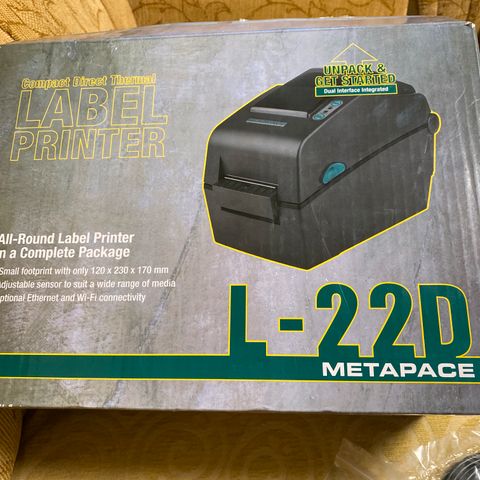 Compact Direct Thermal
LABEL
PRINTER
UNPACK &
GET STARTED
Dual Interface Integrated
All-Round Label Printer
n a Complete Package
Small footprint with only 120 x 230 x 170 mm
djustable sensor to suit a wide range of media
ptional Ethernet and Wi-Fi connectivity
L-22D
METAPACE